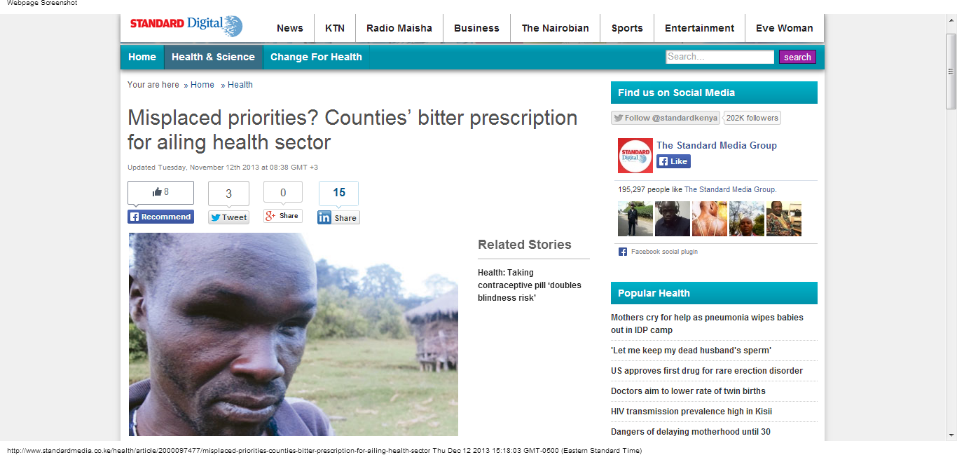 Webpage Screenshot
STANDARD Digital
News KTN Radio Maisha Business The Nairobian Sports Entertainment Eve Woman
Home Health & Science Change For Health
Search... search
Your are here » Home » Health
Misplaced priorities? Counties’ bitter prescription
for ailing health sector
Updated Tuesday, November 12th 2013 at 08:38 GMT +3
8 3 0 15
Recommend Tweet Share Share
Related Stories
Health: Taking
contraceptive pill ‘doubles
blindness risk’
Find us on Social Media
Follow @standardkenya 202K followers
STANDARD Digital
The Standard Media Group
Like
195,297 people like The Standard Media Group.
Facebook social plugin
Popular Health
Mothers cry for help as pneumonia wipes babies
out in IDP camp
'Let me keep my dead husband's sperm'
US approves first drug for rare erection disorder
Doctors aim to lower rate of twin births
HIV transmission prevalence high in Kisii
Dangers of delaying motherhood until 30
http://www.standardmedia.co.ke/health/article/2000097477/misplaced-priorities-counties-bitter-prescription-for-ailing-health-sector Thu Dec 12 2013 15:18:03 GMT-0500 (Eastern Standard Time)